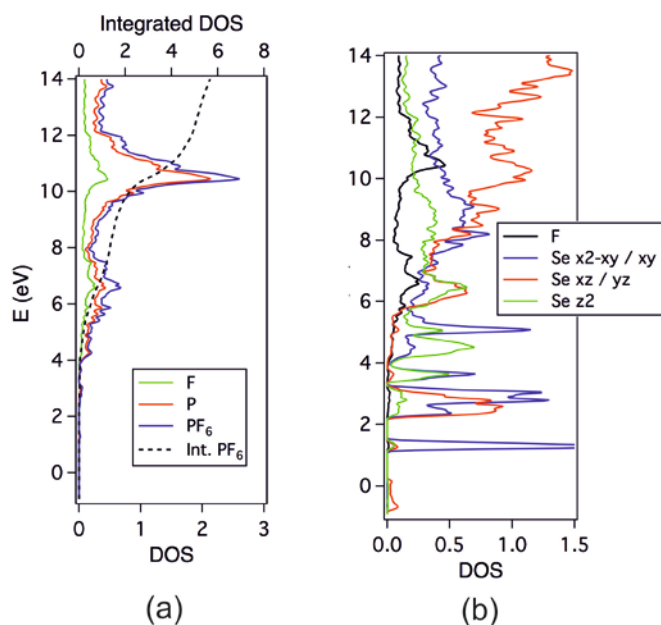 Integrated DOS
0 2 4 6 8
14
12
10
8
6
4
2
0
E (eV)
F
P
PF6
Int. PF6
0 1 2 3
DOS
(a)
14
12
10
8
6
4
2
0
F
Se x2-xy / xy
Se xz / yz
Se z2
0.0 0.5 1.0 1.5
DOS
(b)